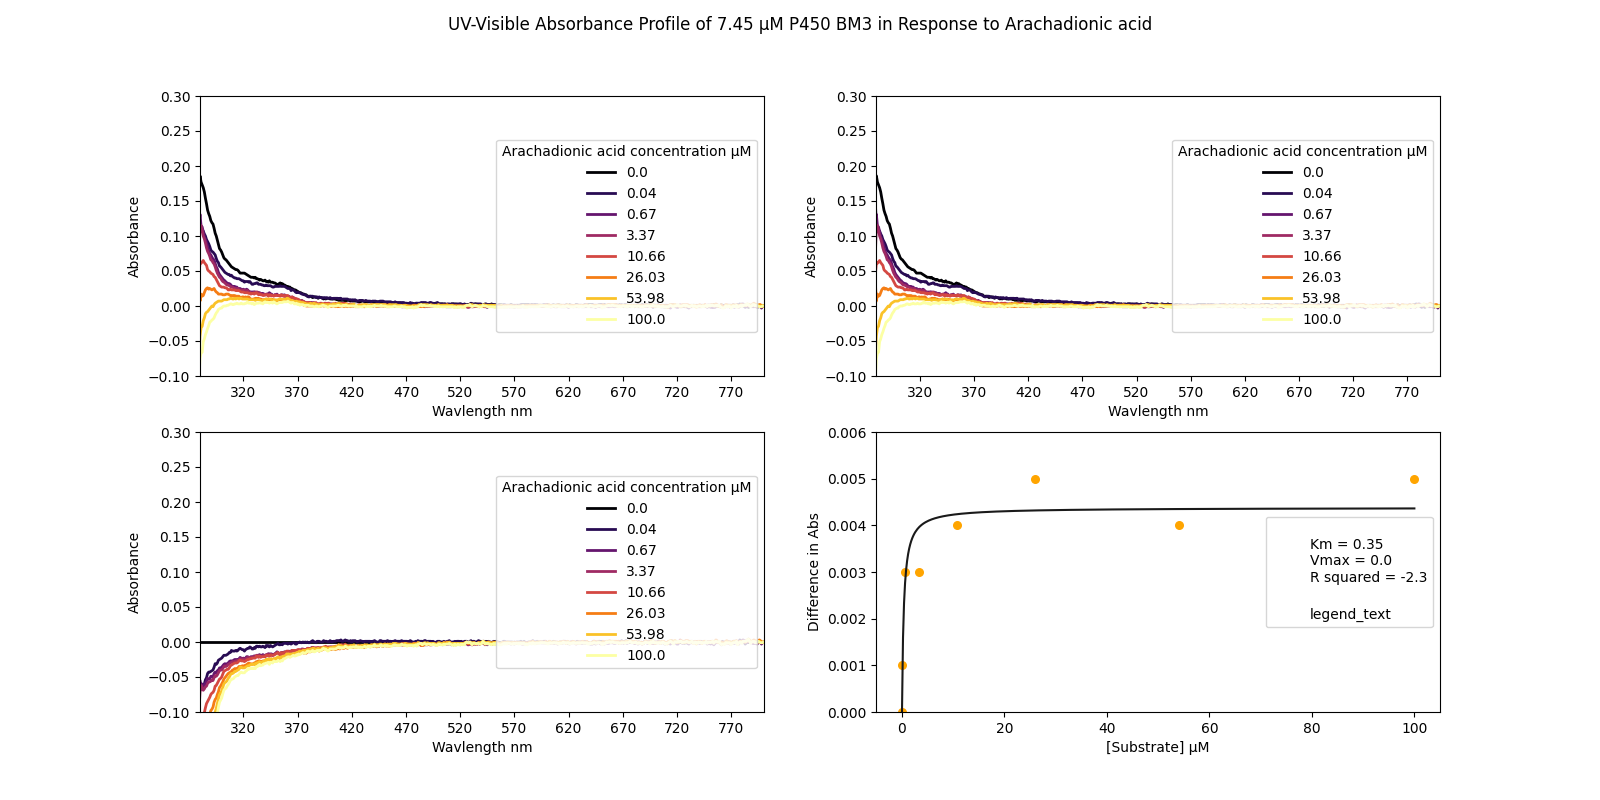 UV-Visible Absorbance Profile of 7.45 μM P450 BM3 in Response to Arachadionic acid
0.30
0.25
0.20
0.15
0.10
0.05
0.00
−0.05
−0.10
Absorbance
Arachadionic acid concentration μM
0.0
0.04
0.67
3.37
10.66
26.03
53.98
100.0
320 370 420 470 520 570 620 670 720 770
Wavlength nm
0.30
0.25
0.20
0.15
0.10
0.05
0.00
−0.05
−0.10
Absorbance
Arachadionic acid concentration μM
0.0
0.04
0.67
3.37
10.66
26.03
53.98
100.0
320 370 420 470 520 570 620 670 720 770
Wavlength nm
0.30
0.25
0.20
0.15
0.10
0.05
0.00
−0.05
−0.10
Absorbance
Arachadionic acid concentration μM
0.0
0.04
0.67
3.37
10.66
26.03
53.98
100.0
320 370 420 470 520 570 620 670 720 770
Wavlength nm
0.006
0.005
0.004
0.003
0.002
0.001
0.000
Difference in Abs
Km = 0.35
Vmax = 0.0
R squared = -2.3
legend_text
0 20 40 60 80 100
[Substrate] μM